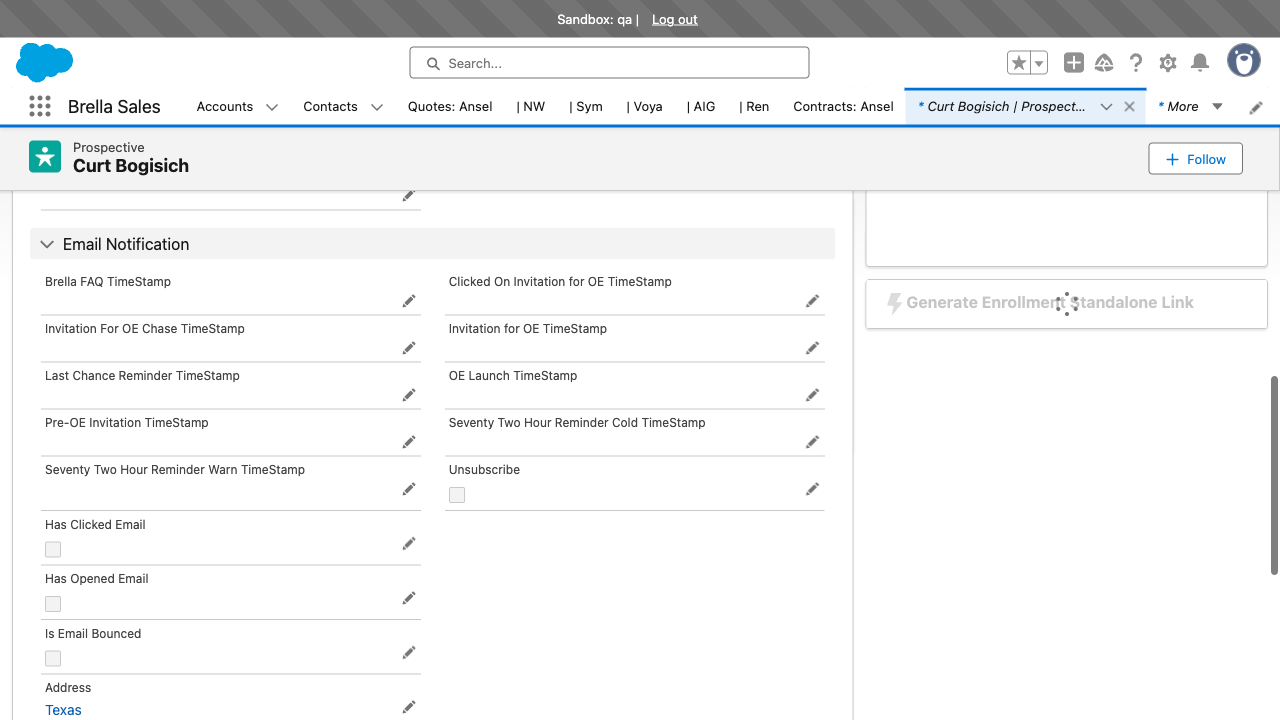 Sandbox: qa | Log out
Search...
Brella Sales
Accounts
Contacts
Quotes: Ansel
| NW
| Sym
| Voya
| AIG
| Ren
Contracts: Ansel
* Curt Bogisich | Prospect...
* More
Prospective
Curt Bogisich
Follow
Email Notification
Brella FAQ TimeStamp
Clicked On Invitation for OE TimeStamp
Invitation For OE Chase TimeStamp
Invitation for OE TimeStamp
Last Chance Reminder TimeStamp
OE Launch TimeStamp
Pre-OE Invitation TimeStamp
Seventy Two Hour Reminder Cold TimeStamp
Seventy Two Hour Reminder Warn TimeStamp
Unsubscribe
Has Clicked Email
Has Opened Email
Is Email Bounced
Address
Texas
Generate Enrollment Standalone Link